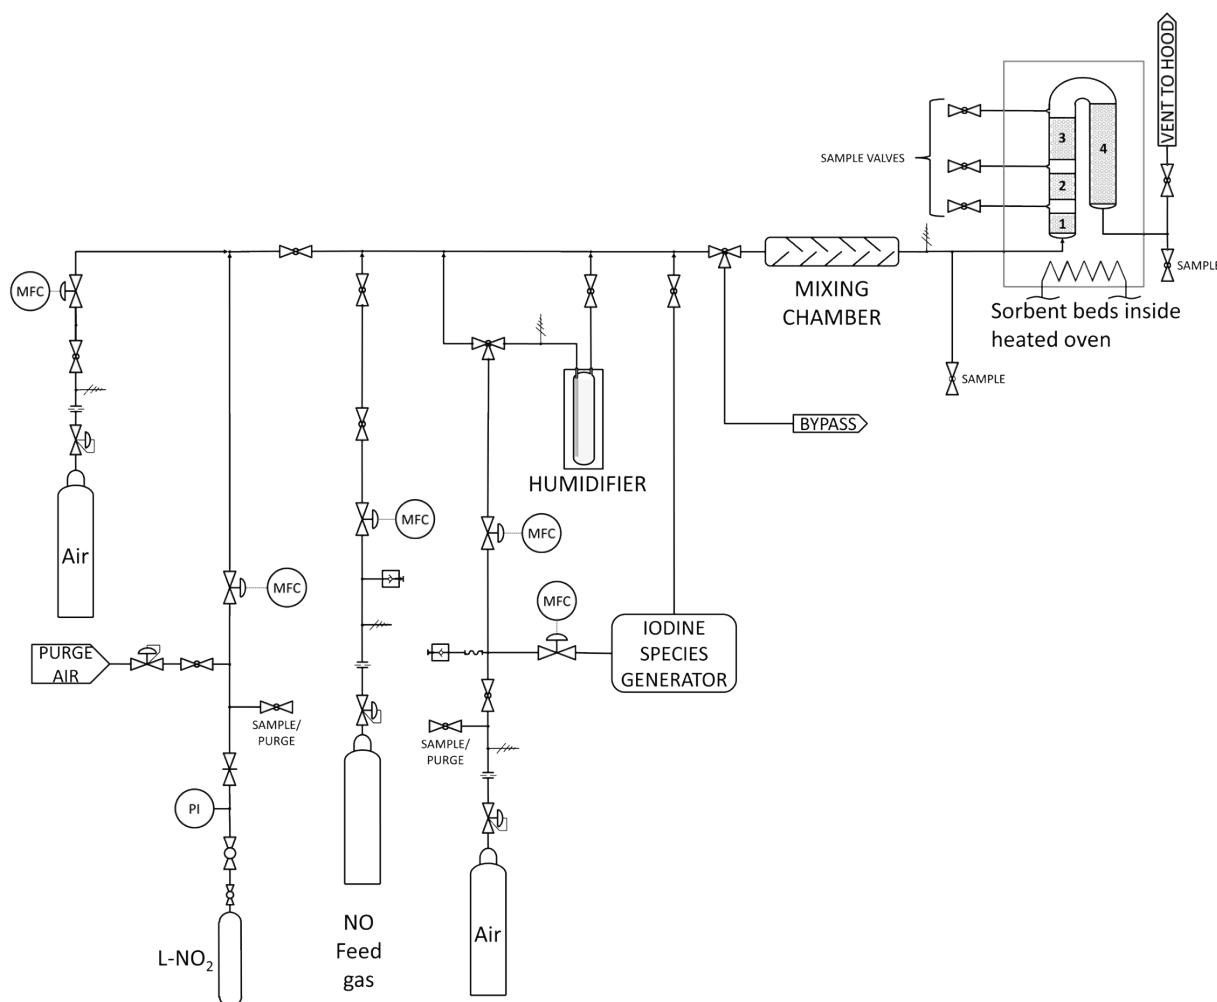 VENT TO HOOD
3
4
SAMPLE VALVES
2
1
SAMPLE
MFC
MIXING
CHAMBER
Sorbent beds inside
heated oven
SAMPLE
BYPASS
HUMIDIFIER
MFC
MFC
Air
MFC
MFC
IODINE
SPECIES
GENERATOR
PURGE
AIR
SAMPLE/
PURGE
SAMPLE/
PURGE
PI
NO
Feed
gas
Air
L-NO₂